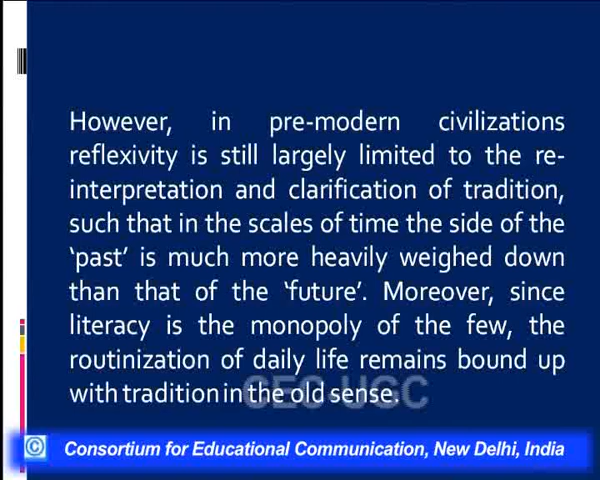 However, in pre-modern civilizations
reflexivity is still largely limited to the re-
interpretation and clarification of tradition,
such that in the scales of time the side of the
‘past’ is much more heavily weighed down
than that of the ‘future’. Moreover, since
literacy is the monopoly of the few, the
routinization of daily life remains bound up
with tradition in the old sense.
CEC-UGC
© Consortium for Educational Communication, New Delhi, India